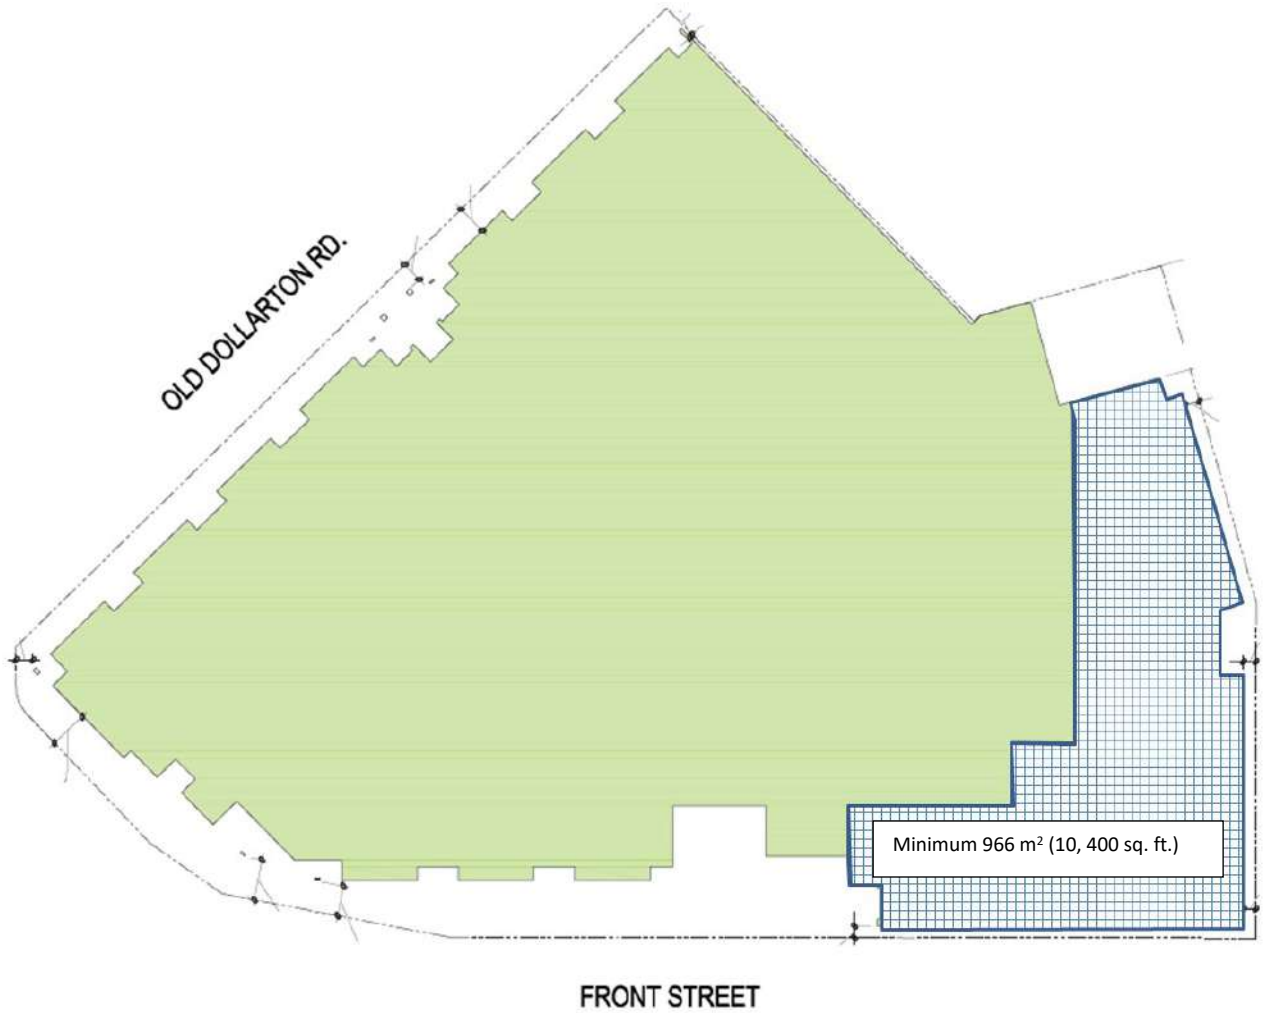 OLD DOLLARTON RD.
Minimum 966 m² (10, 400 sq. ft.)
FRONT STREET